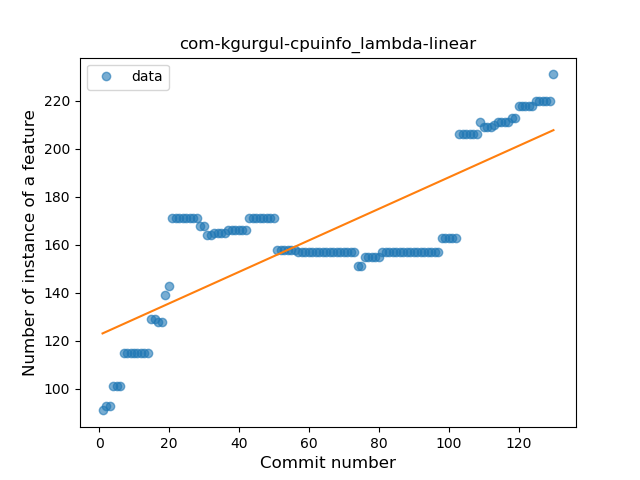 com-kgurgul-cpuinfo_lambda-linear
data
Number of instance of a feature
220
200
180
160
140
120
100
0 20 40 60 80 100 120
Commit number